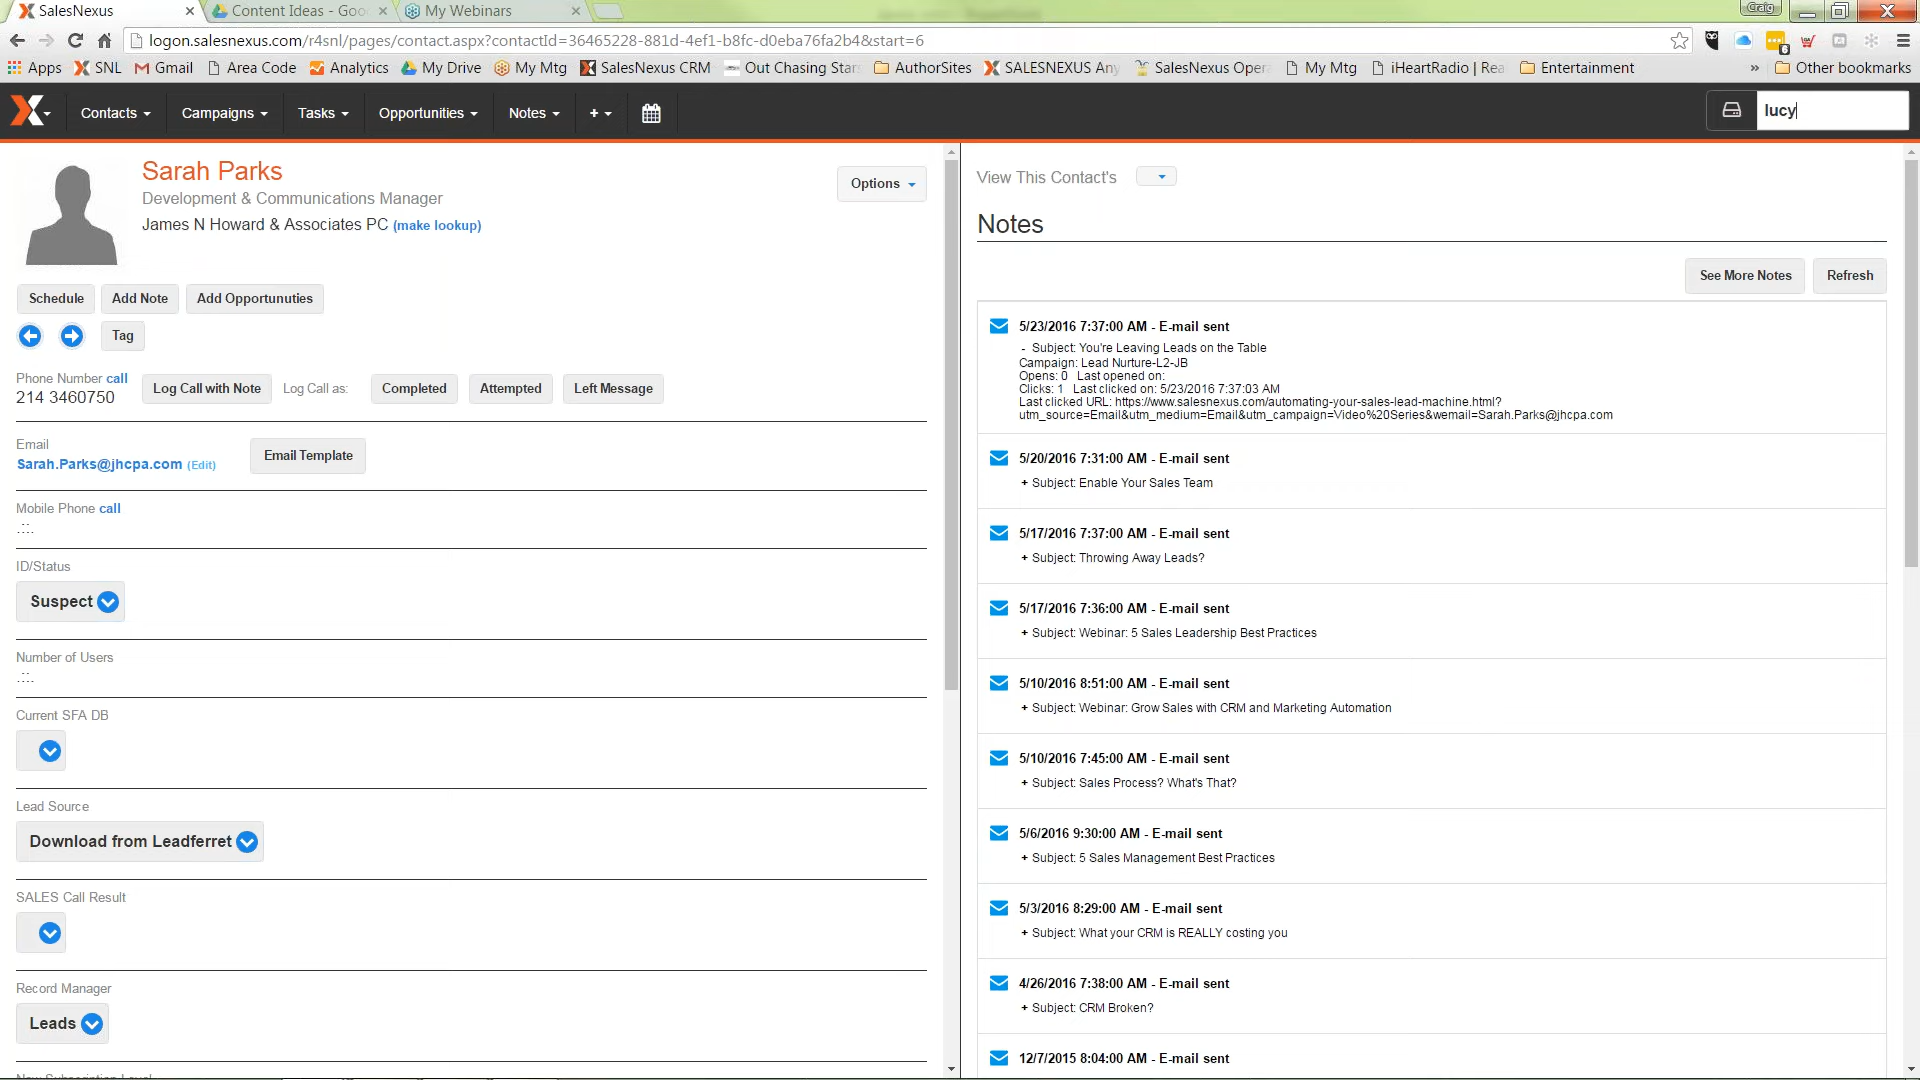 SalesNexus
Content Ideas - Goo
My Webinars
Craig
logon.salesnexus.com/r4snl/pages/contact.aspx?contactId=36465228-881d-4ef1-b8fc-d0eba76fa2b4&start=6
6
Apps
SNL
Gmail
Area Code
Analytics
My Drive
My Mtg
SalesNexus CRM
Out Chasing Stars
AuthorSites
SALESNEXUS Any
SalesNexus Opera
My Mtg
iHeartRadio | Rea
Entertainment
»
Other bookmarks
Contacts
Campaigns
Tasks
Opportunities
Notes
+
lucy
Sarah Parks
Development & Communications Manager
James N Howard & Associates PC (make lookup)
Options
Schedule
Add Note
Add Opportunuties
Tag
Phone Number call
214 3460750
Log Call with Note
Log Call as:
Completed
Attempted
Left Message
Email
Sarah.Parks@jhcpa.com (Edit)
Email Template
Mobile Phone call
.::.
ID/Status
Suspect
Number of Users
.::.
Current SFA DB
Lead Source
Download from Leadferret
SALES Call Result
Record Manager
Leads
View This Contact's
Notes
See More Notes
Refresh
5/23/2016 7:37:00 AM - E-mail sent
- Subject: You're Leaving Leads on the Table
Campaign: Lead Nurture-L2-JB
Opens: 0 Last opened on:
Clicks: 1 Last clicked on: 5/23/2016 7:37:03 AM
Last clicked URL: https://www.salesnexus.com/automating-your-sales-lead-machine.html?
utm_source=Email&utm_medium=Email&utm_campaign=Video%20Series&wemail=Sarah.Parks@jhcpa.com
5/20/2016 7:31:00 AM - E-mail sent
+ Subject: Enable Your Sales Team
5/17/2016 7:37:00 AM - E-mail sent
+ Subject: Throwing Away Leads?
5/17/2016 7:36:00 AM - E-mail sent
+ Subject: Webinar: 5 Sales Leadership Best Practices
5/10/2016 8:51:00 AM - E-mail sent
+ Subject: Webinar: Grow Sales with CRM and Marketing Automation
5/10/2016 7:45:00 AM - E-mail sent
+ Subject: Sales Process? What's That?
5/6/2016 9:30:00 AM - E-mail sent
+ Subject: 5 Sales Management Best Practices
5/3/2016 8:29:00 AM - E-mail sent
+ Subject: What your CRM is REALLY costing you
4/26/2016 7:38:00 AM - E-mail sent
+ Subject: CRM Broken?
12/7/2015 8:04:00 AM - E-mail sent